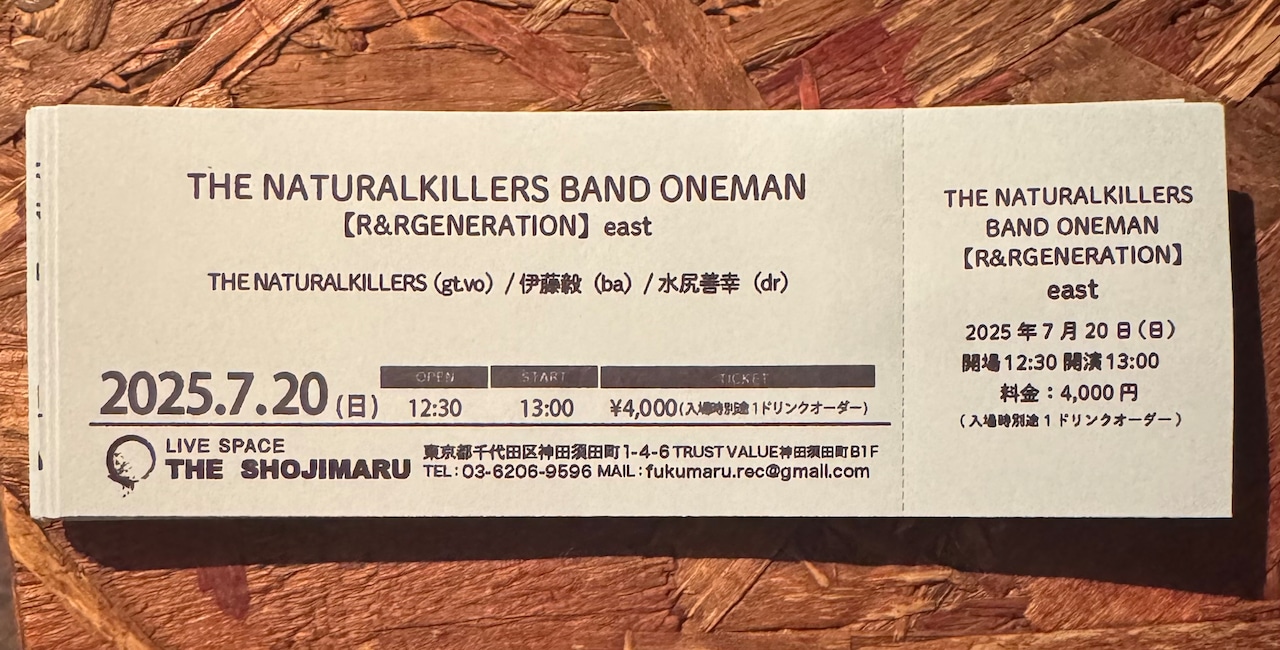 THE NATURALKILLERS BAND ONEMAN
【R&RGENERATION】east
THE NATURALKILLERS (gt.vo) / 伊藤毅 (ba) / 水尻善幸 (dr)
OPEN START TICKET
2025.7.20(日) 12:30 13:00 ¥4,000(入場時別途1ドリンクオーダー)
LIVE SPACE
THE SHOJIMARU
東京都千代田区神田須田町1-4-6 TRUST VALUE神田須田町B1F
TEL:03-6206-9596 MAIL:fukumaru.rec@gmail.com
THE NATURALKILLERS
BAND ONEMAN
【R&RGENERATION】
east
2025年7月20日(日)
開場12:30 開演13:00
料金:4,000円
(入場時別途1ドリンクオーダー)